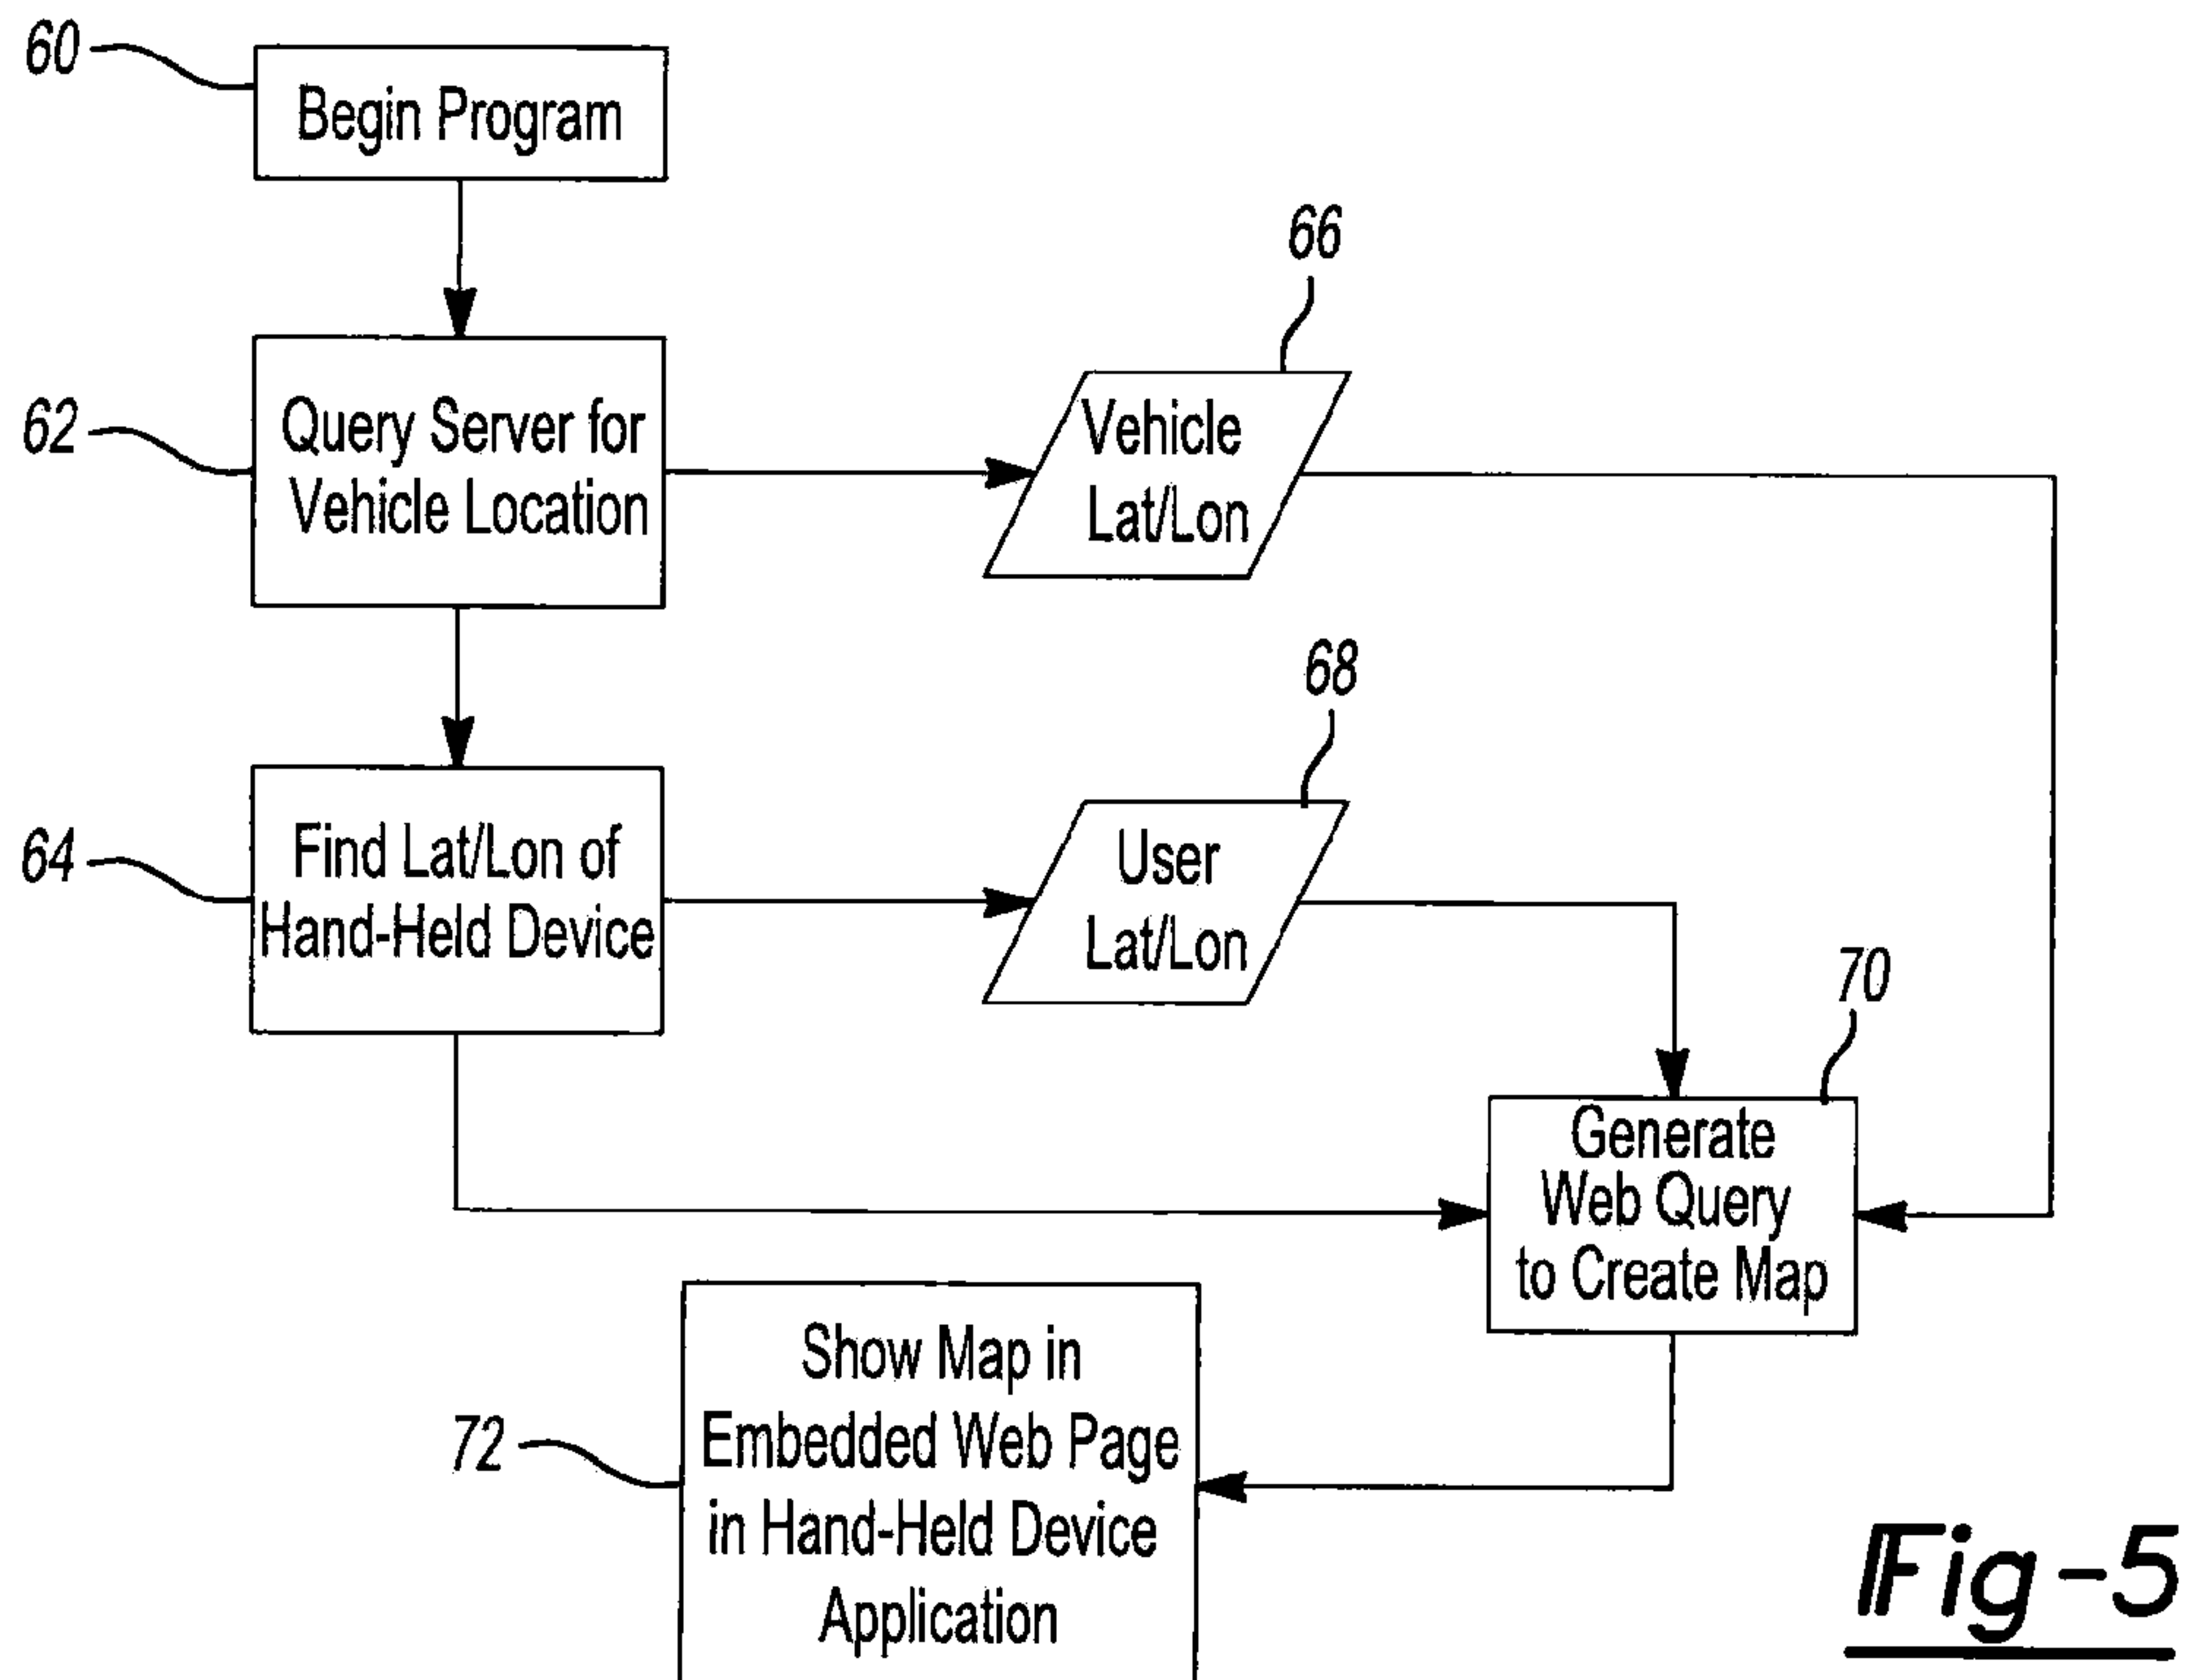 60
Begin Program
66
62
Query Server for
Vehicle Location
Vehicle
Lat/Lon
68
64
Find Lat/Lon of
Hand-Held Device
User
Lat/Lon
70
Generate
Web Query
to Create Map
72
Show Map in
Embedded Web Page
in Hand-Held Device
Application
Fig-5